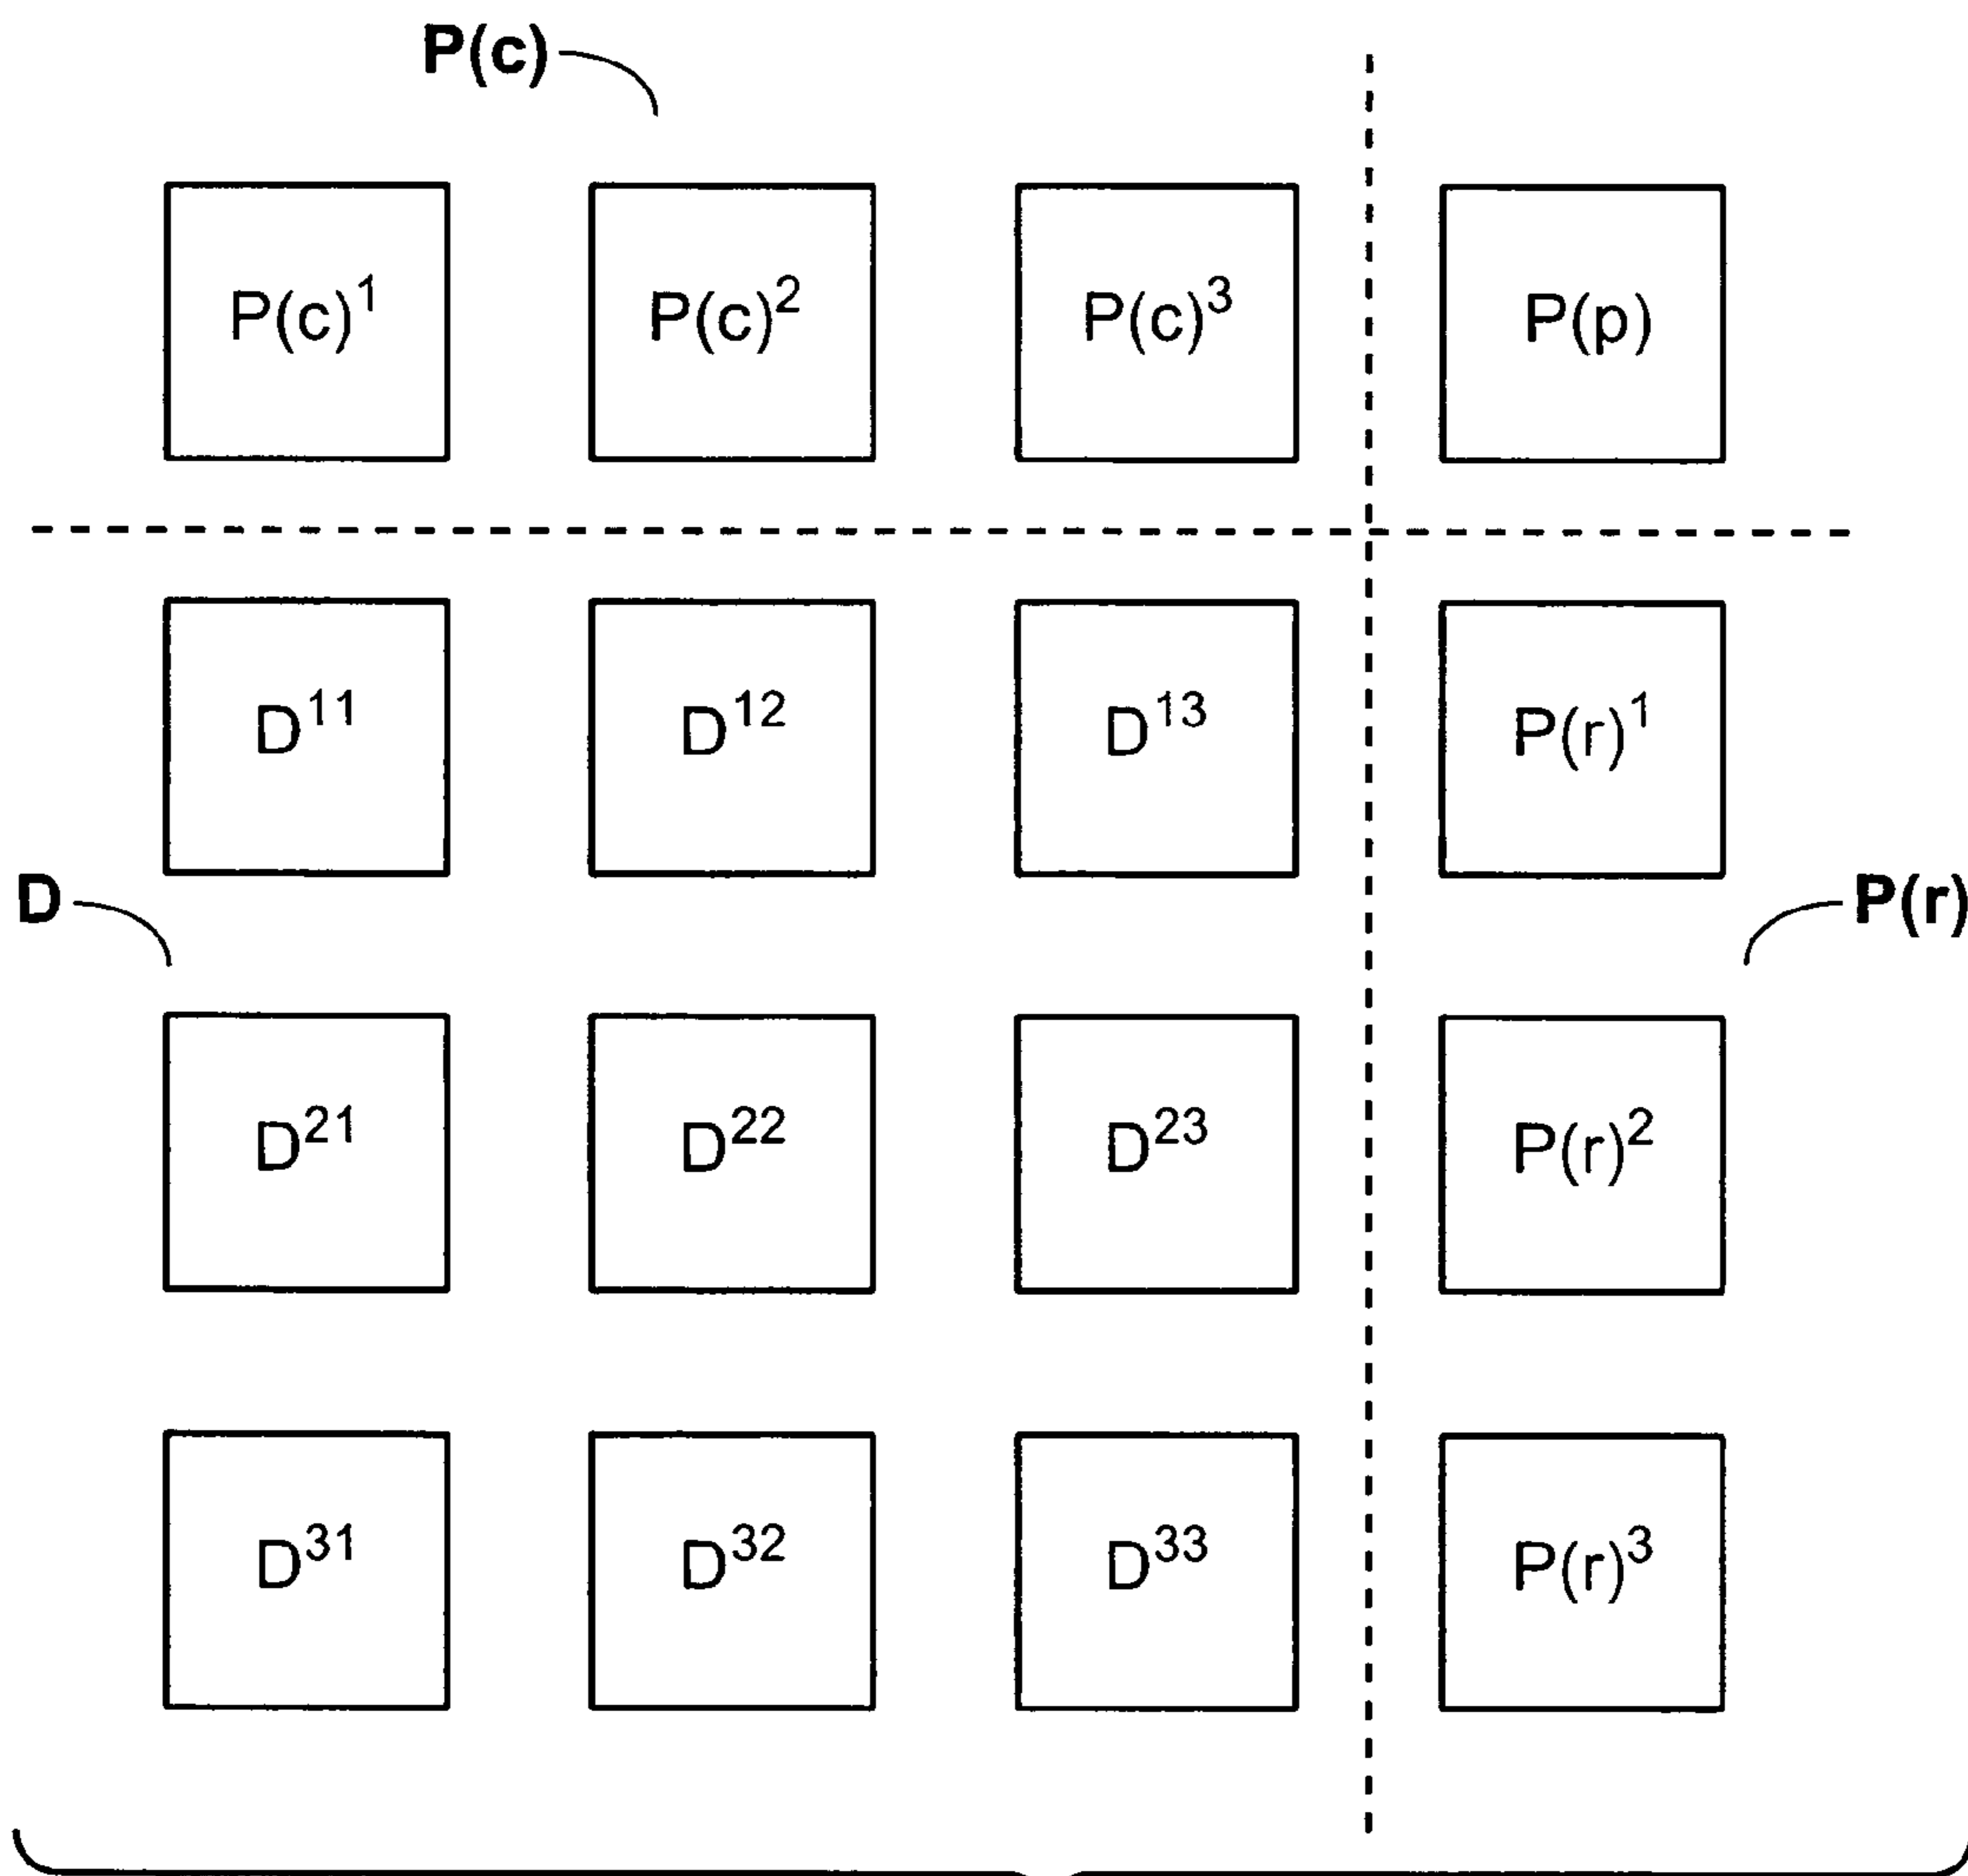 P(c)
P(c)¹ P(c)² P(c)³ P(p)
D¹¹ D¹² D¹³ P(r)¹
D P(r)
D²¹ D²² D²³ P(r)²
D³¹ D³² D³³ P(r)³